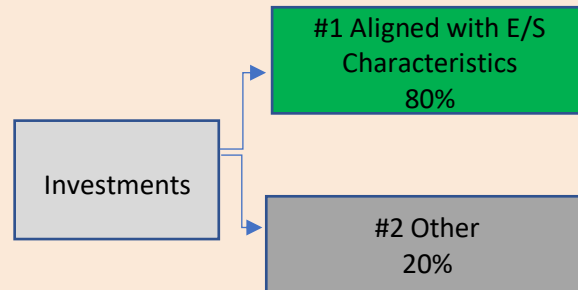 #1 Aligned with E/S
Characteristics
80%
Investments
#2 Other
20%